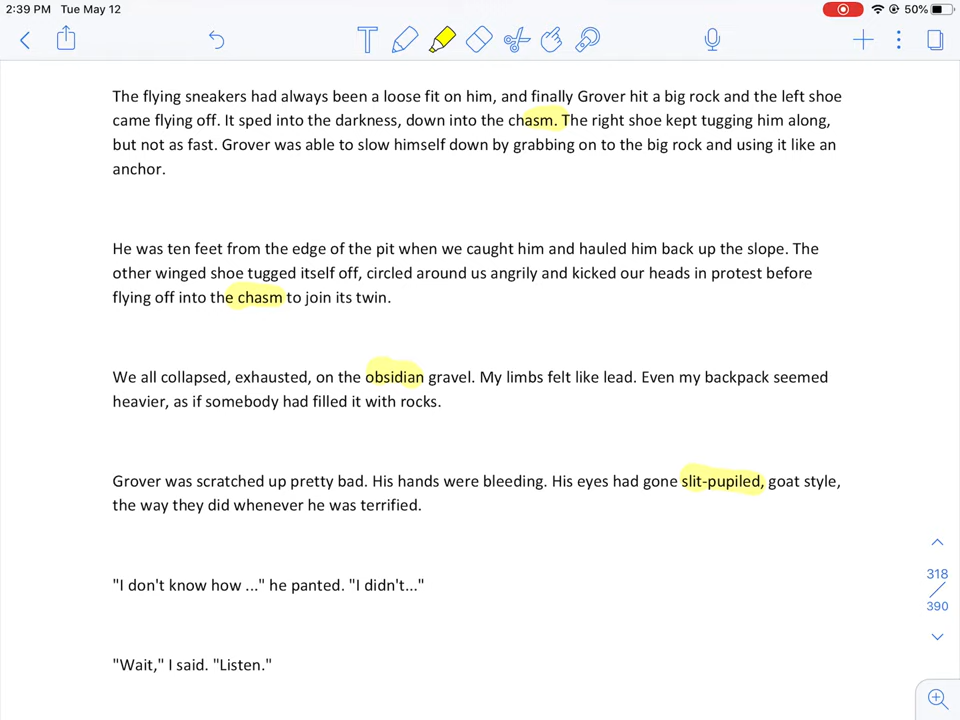 2:39 PM Tue May 12
50%
T
The flying sneakers had always been a loose fit on him, and finally Grover hit a big rock and the left shoe
came flying off. It sped into the darkness, down into the chasm. The right shoe kept tugging him along,
but not as fast. Grover was able to slow himself down by grabbing on to the big rock and using it like an
anchor.
He was ten feet from the edge of the pit when we caught him and hauled him back up the slope. The
other winged shoe tugged itself off, circled around us angrily and kicked our heads in protest before
flying off into the chasm to join its twin.
We all collapsed, exhausted, on the obsidian gravel. My limbs felt like lead. Even my backpack seemed
heavier, as if somebody had filled it with rocks.
Grover was scratched up pretty bad. His hands were bleeding. His eyes had gone slit-pupiled, goat style,
the way they did whenever he was terrified.
"I don't know how ..." he panted. "I didn't..."
"Wait," I said. "Listen."
318
390